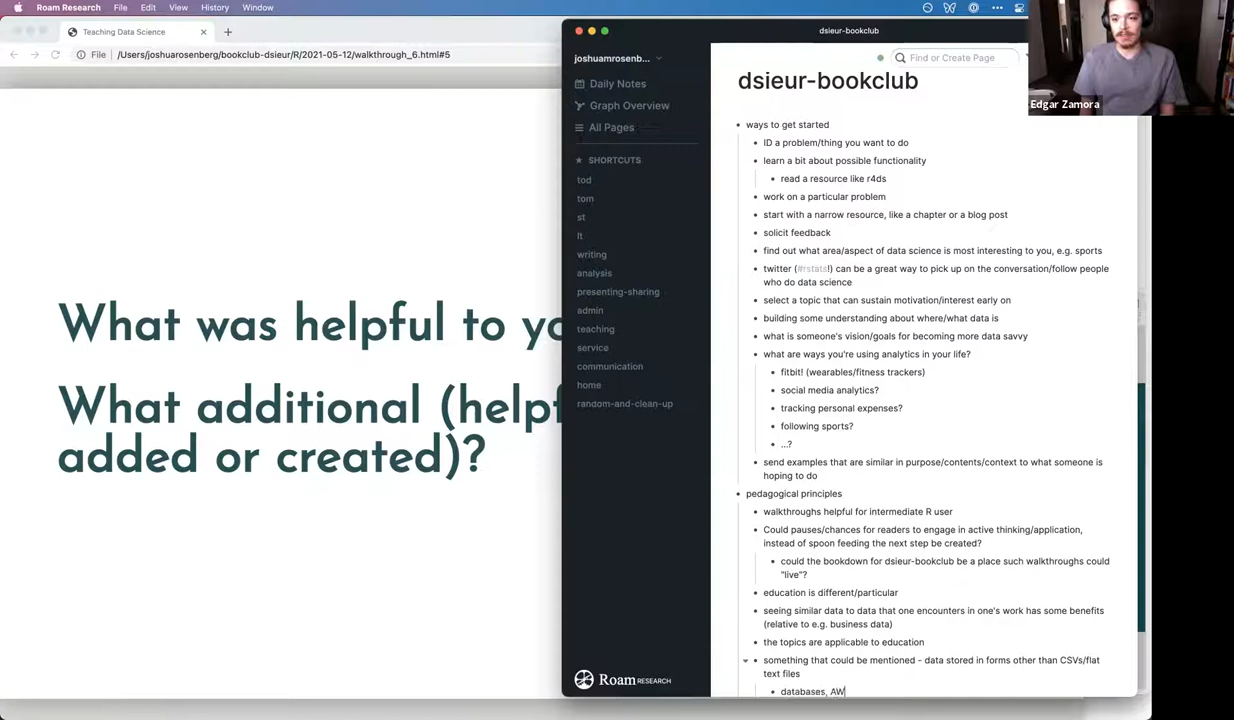 Roam Research File Edit View History Window
Teaching Data Science
File /Users/joshuarosenberg/bookclub-dsieur/R/2021-05-12/walkthrough_6.html#5
What was helpful to yo
What additional (helpf
added or created)?
dsieur-bookclub
joshuamrosenb...
Find or Create Page
Daily Notes
Graph Overview
All Pages
SHORTCUTS
tod
tom
st
lt
writing
analysis
presenting-sharing
admin
teaching
service
communication
home
random-and-clean-up
Roam RESEARCH
dsieur-bookclub
ways to get started
ID a problem/thing you want to do
learn a bit about possible functionality
read a resource like r4ds
work on a particular problem
start with a narrow resource, like a chapter or a blog post
solicit feedback
find out what area/aspect of data science is most interesting to you, e.g. sports
twitter (#rstats!) can be a great way to pick up on the conversation/follow people
who do data science
select a topic that can sustain motivation/interest early on
building some understanding about where/what data is
what is someone's vision/goals for becoming more data savvy
what are ways you're using analytics in your life?
fitbit! (wearables/fitness trackers)
social media analytics?
tracking personal expenses?
following sports?
...?
send examples that are similar in purpose/contents/context to what someone is
hoping to do
pedagogical principles
walkthroughs helpful for intermediate R user
Could pauses/chances for readers to engage in active thinking/application,
instead of spoon feeding the next step be created?
could the bookdown for dsieur-bookclub be a place such walkthroughs could
"live"?
education is different/particular
seeing similar data to data that one encounters in one's work has some benefits
(relative to e.g. business data)
the topics are applicable to education
something that could be mentioned - data stored in forms other than CSVs/flat
text files
databases, AW
Edgar Zamora